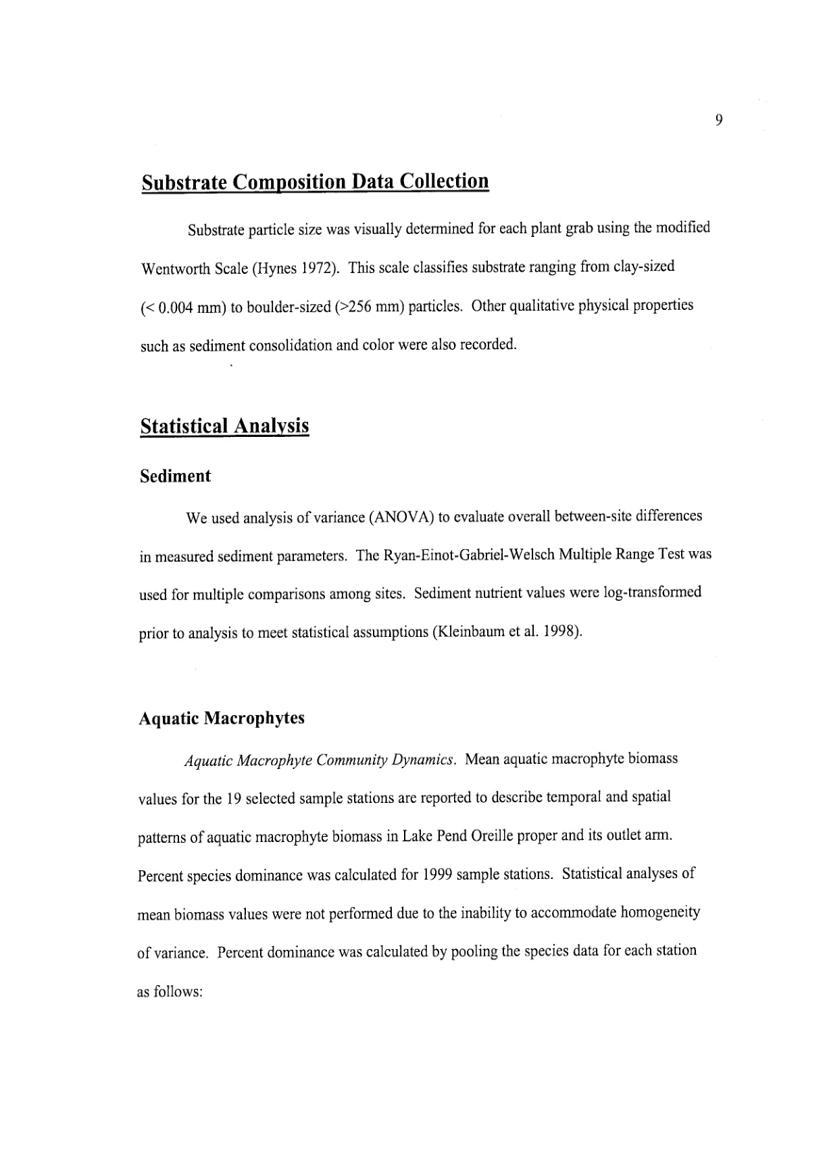 9
Substrate Composition Data Collection
Substrate particle size was visually determined for each plant grab using the modified
Wentworth Scale (Hynes 1972).  This scale classifies substrate ranging from clay-sized
(< 0.004 mm) to boulder-sized (>256 mm) particles.  Other qualitative physical properties
such as sediment consolidation and color were also recorded.
Statistical Analysis
Sediment
We used analysis of variance (ANOVA) to evaluate overall between-site differences
in measured sediment parameters.  The Ryan-Einot-Gabriel-Welsch Multiple Range Test was
used for multiple comparisons among sites.  Sediment nutrient values were log-transformed
prior to analysis to meet statistical assumptions (Kleinbaum et al. 1998).
Aquatic Macrophytes
Aquatic Macrophyte Community Dynamics.  Mean aquatic macrophyte biomass
values for the 19 selected sample stations are reported to describe temporal and spatial
patterns of aquatic macrophyte biomass in Lake Pend Oreille proper and its outlet arm.
Percent species dominance was calculated for 1999 sample stations.  Statistical analyses of
mean biomass values were not performed due to the inability to accommodate homogeneity
of variance.  Percent dominance was calculated by pooling the species data for each station
as follows: